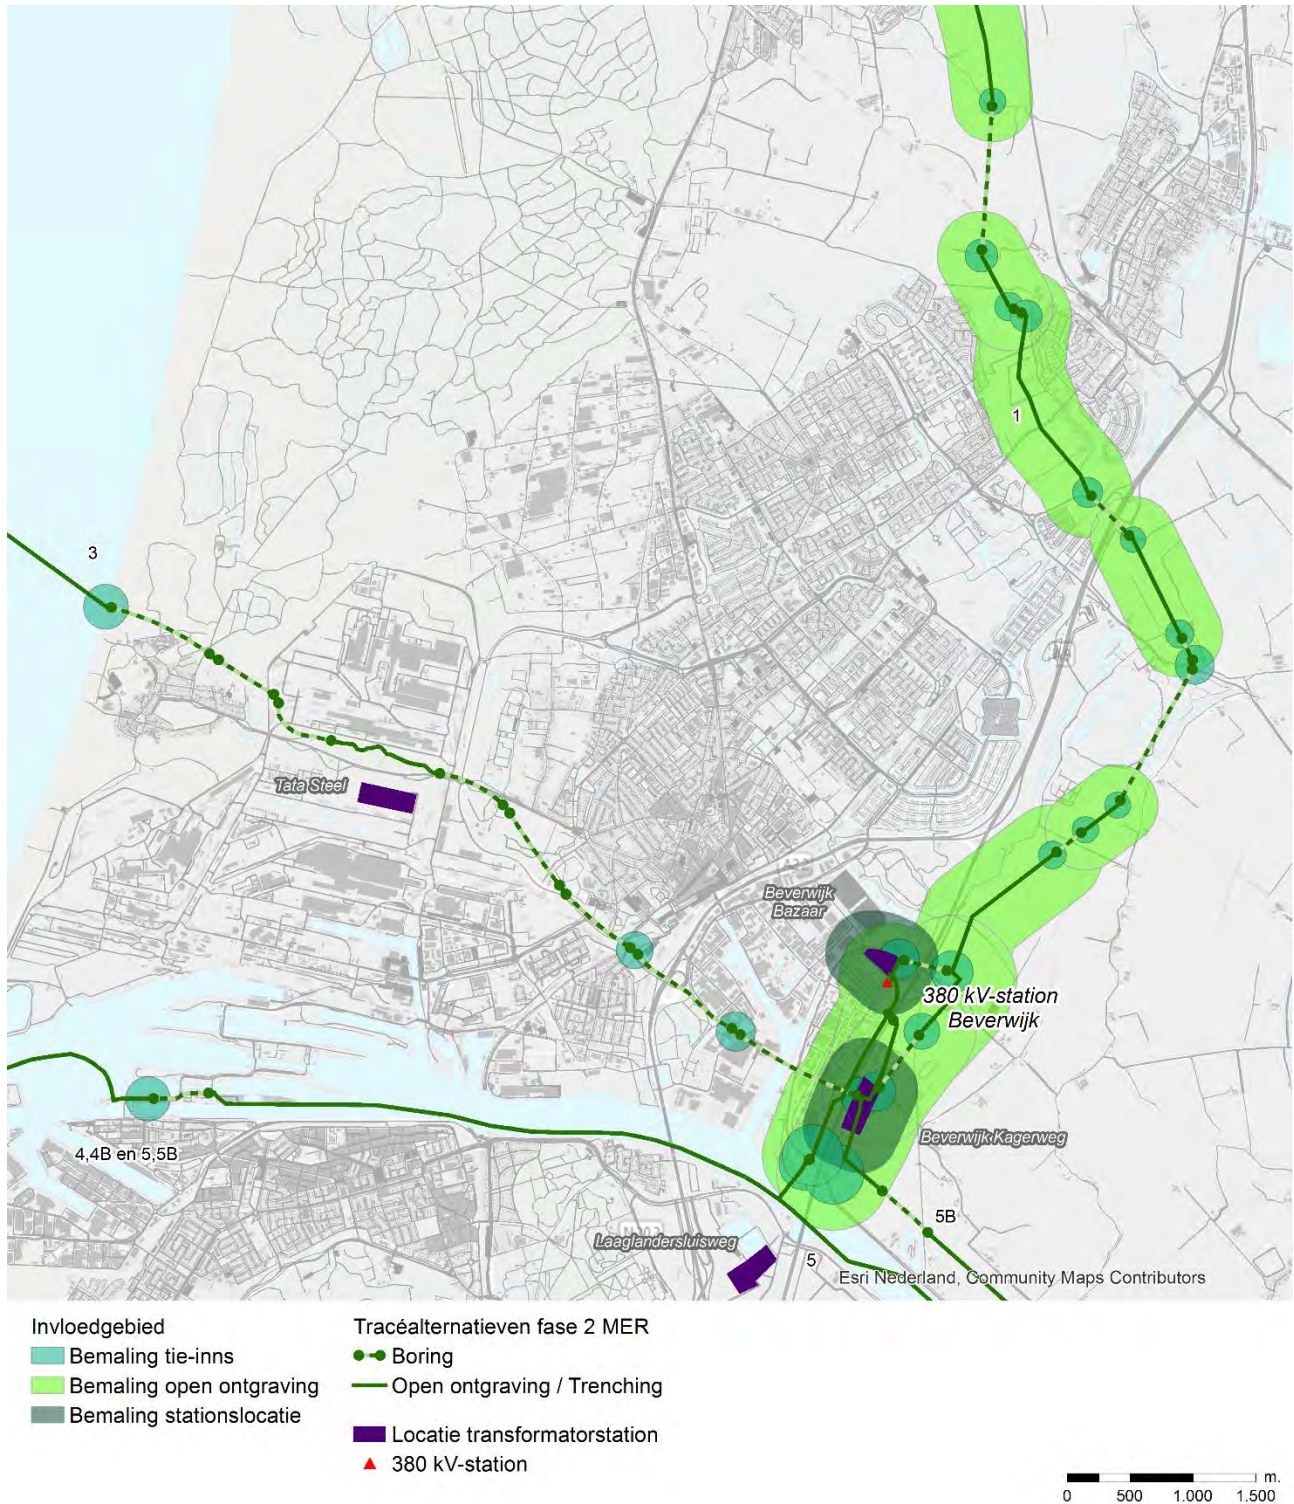 1
3
Tata Steel
Beverwijk
Bazaar
380 kV-station
Beverwijk
Beverwijk-Kagerweg
4,4B en 5,5B
5B
Laaglandersluisweg
5
Esri Nederland, Community Maps Contributors
Invloedgebied
Bemaling tie-inns
Bemaling open ontgraving
Bemaling stationslocatie
Tracéalternatieven fase 2 MER
Boring
Open ontgraving / Trenching
Locatie transformatorstation
380 kV-station
0 500 1.000 1.500 m.